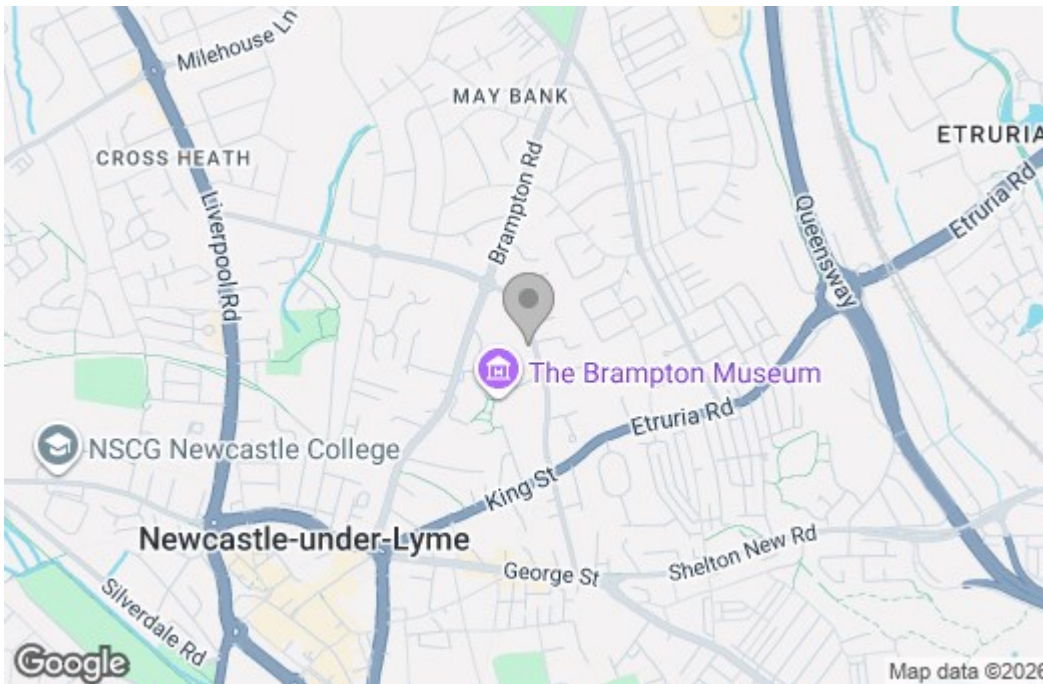 Milehouse Ln
MAY BANK
ETRURIA
CROSS HEATH
Brampton Rd
Liverpool Rd
Queensway
Etruria Rd
The Brampton Museum
Etruria Rd
NSCG Newcastle College
King St
Newcastle-under-Lyme
Shelton New Rd
George St
Silverdale Rd
Google
Map data ©2026